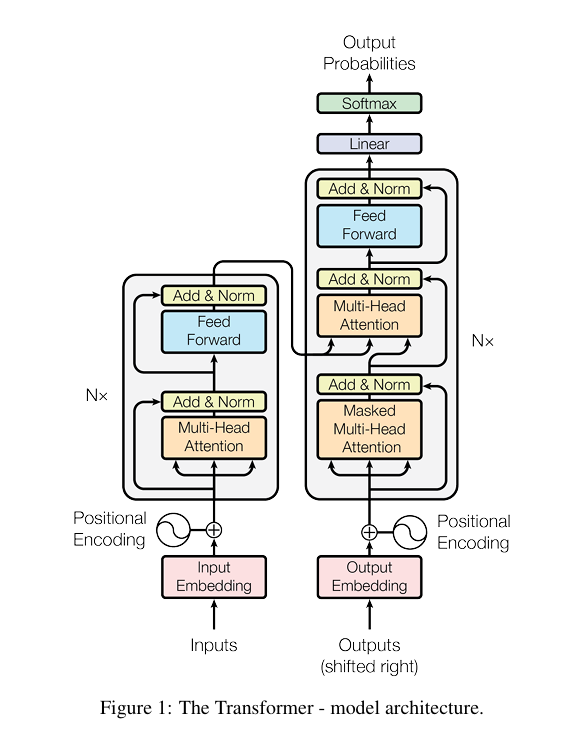 Output
Probabilities
Softmax
Linear
Add & Norm
Feed
Forward
Add & Norm
Multi-Head
Attention
Add & Norm
Masked
Multi-Head
Attention
N×
Add & Norm
Feed
Forward
Add & Norm
Multi-Head
Attention
N×
Positional
Encoding
Positional
Encoding
Input
Embedding
Output
Embedding
Inputs
Outputs
(shifted right)
Figure 1: The Transformer - model architecture.